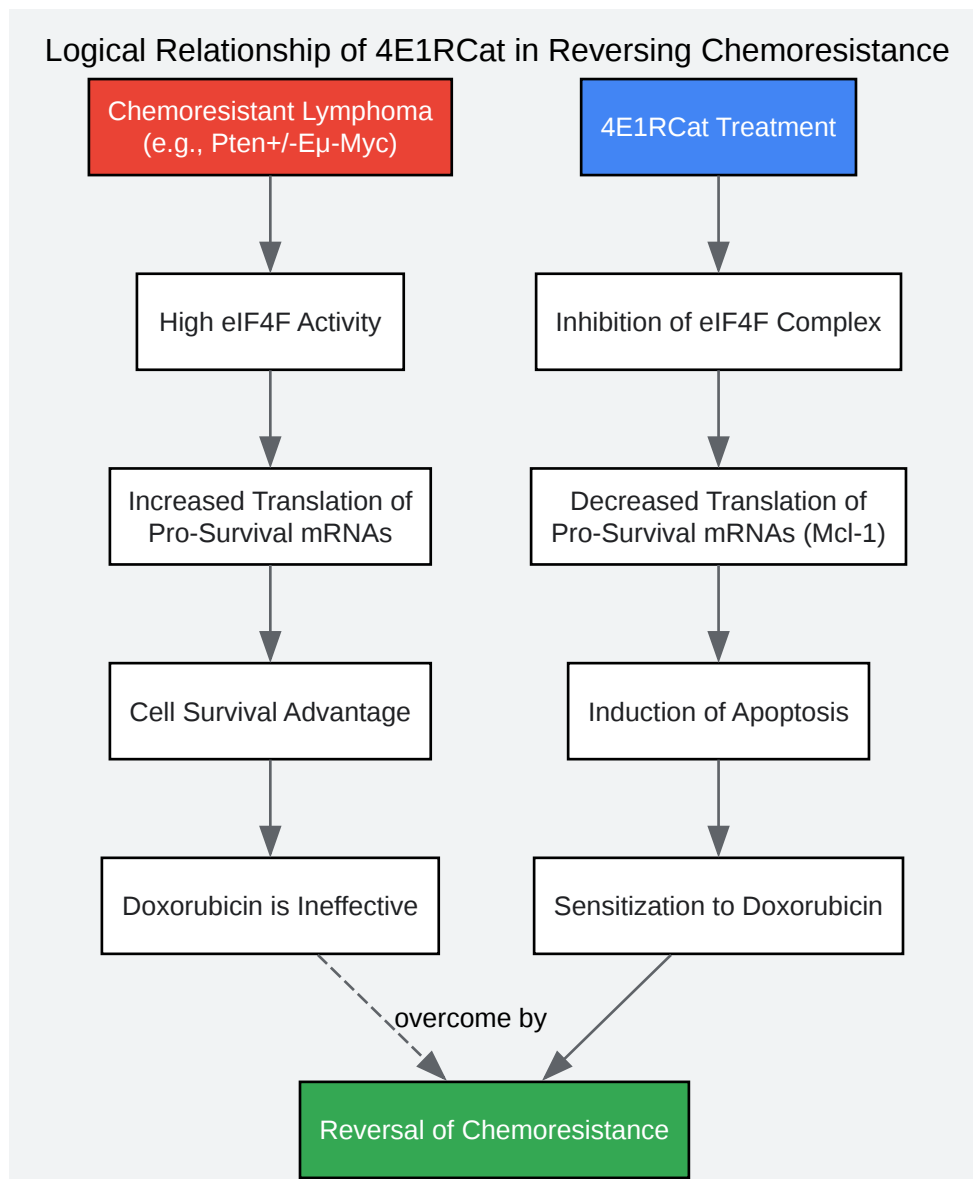 Logical Relationship of 4E1RCat in Reversing Chemoresistance
Chemoresistant Lymphoma
(e.g., Pten+/-Eμ-Myc)
4E1RCat Treatment
High eIF4F Activity
Inhibition of eIF4F Complex
Increased Translation of
Pro-Survival mRNAs
Decreased Translation of
Pro-Survival mRNAs (Mcl-1)
Cell Survival Advantage
Induction of Apoptosis
Doxorubicin is Ineffective
Sensitization to Doxorubicin
overcome by
Reversal of Chemoresistance